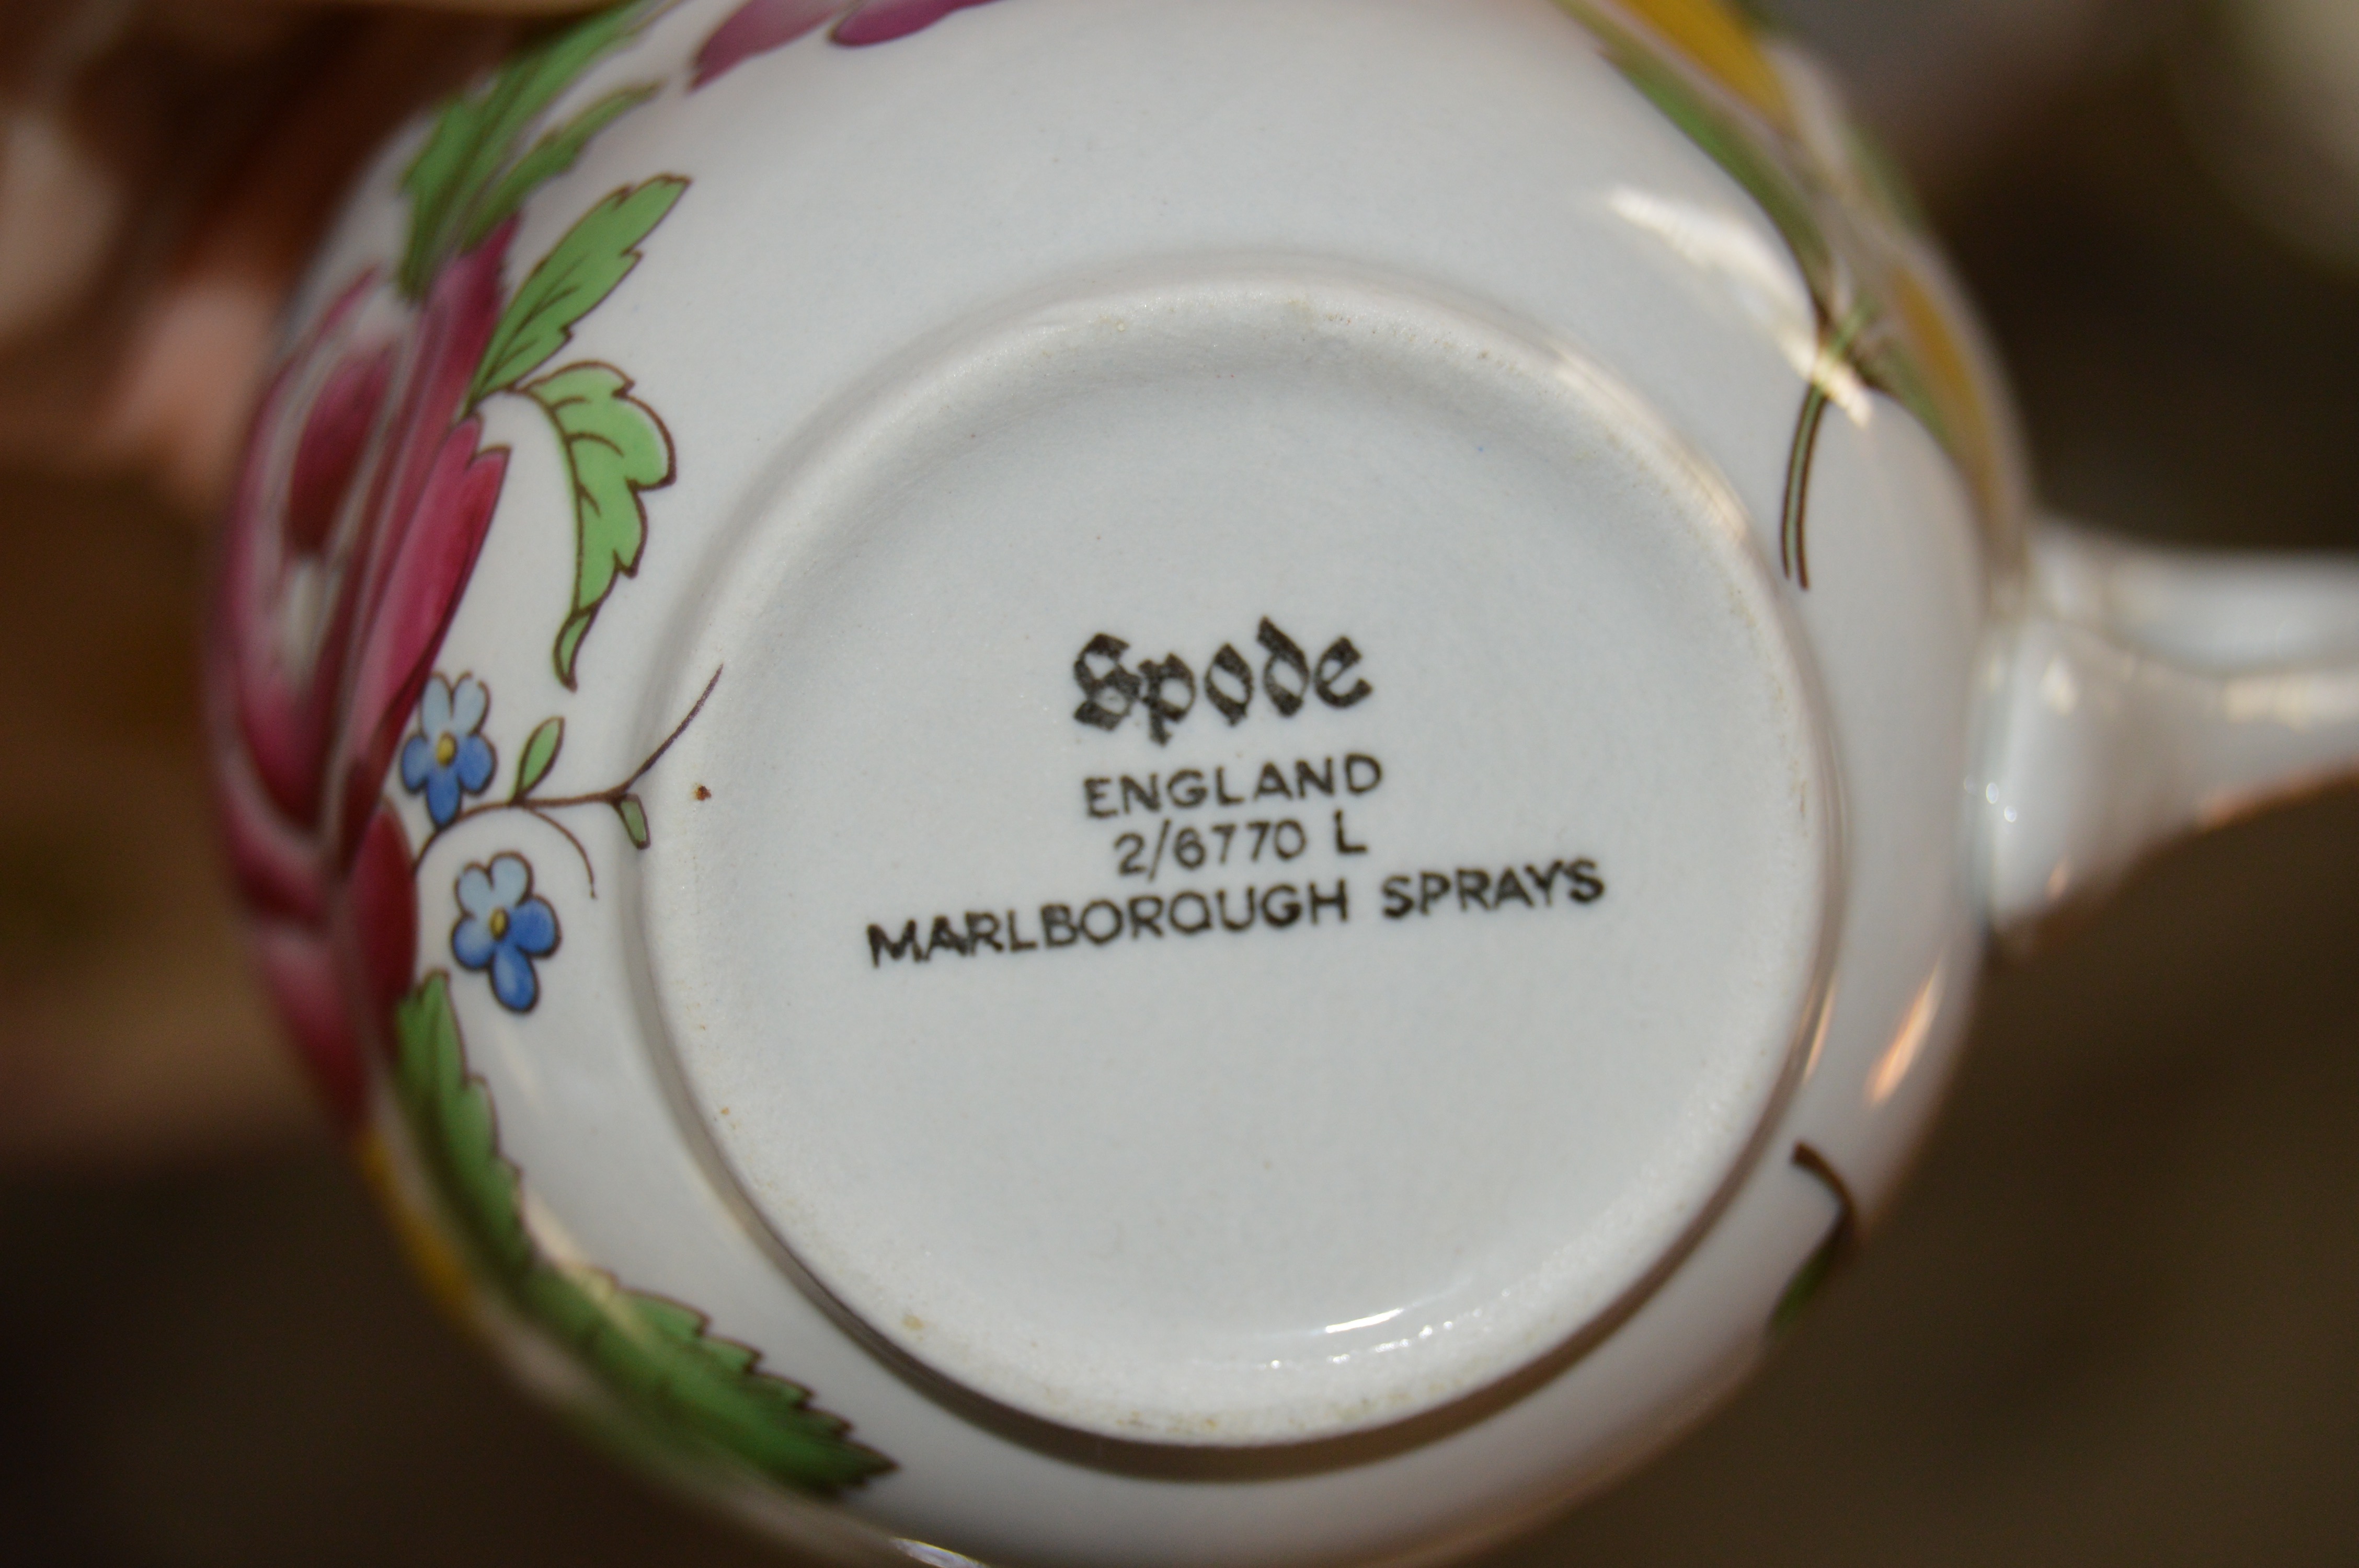 Spode
ENGLAND
2/6770 L
MARLBOROUGH SPRAYS